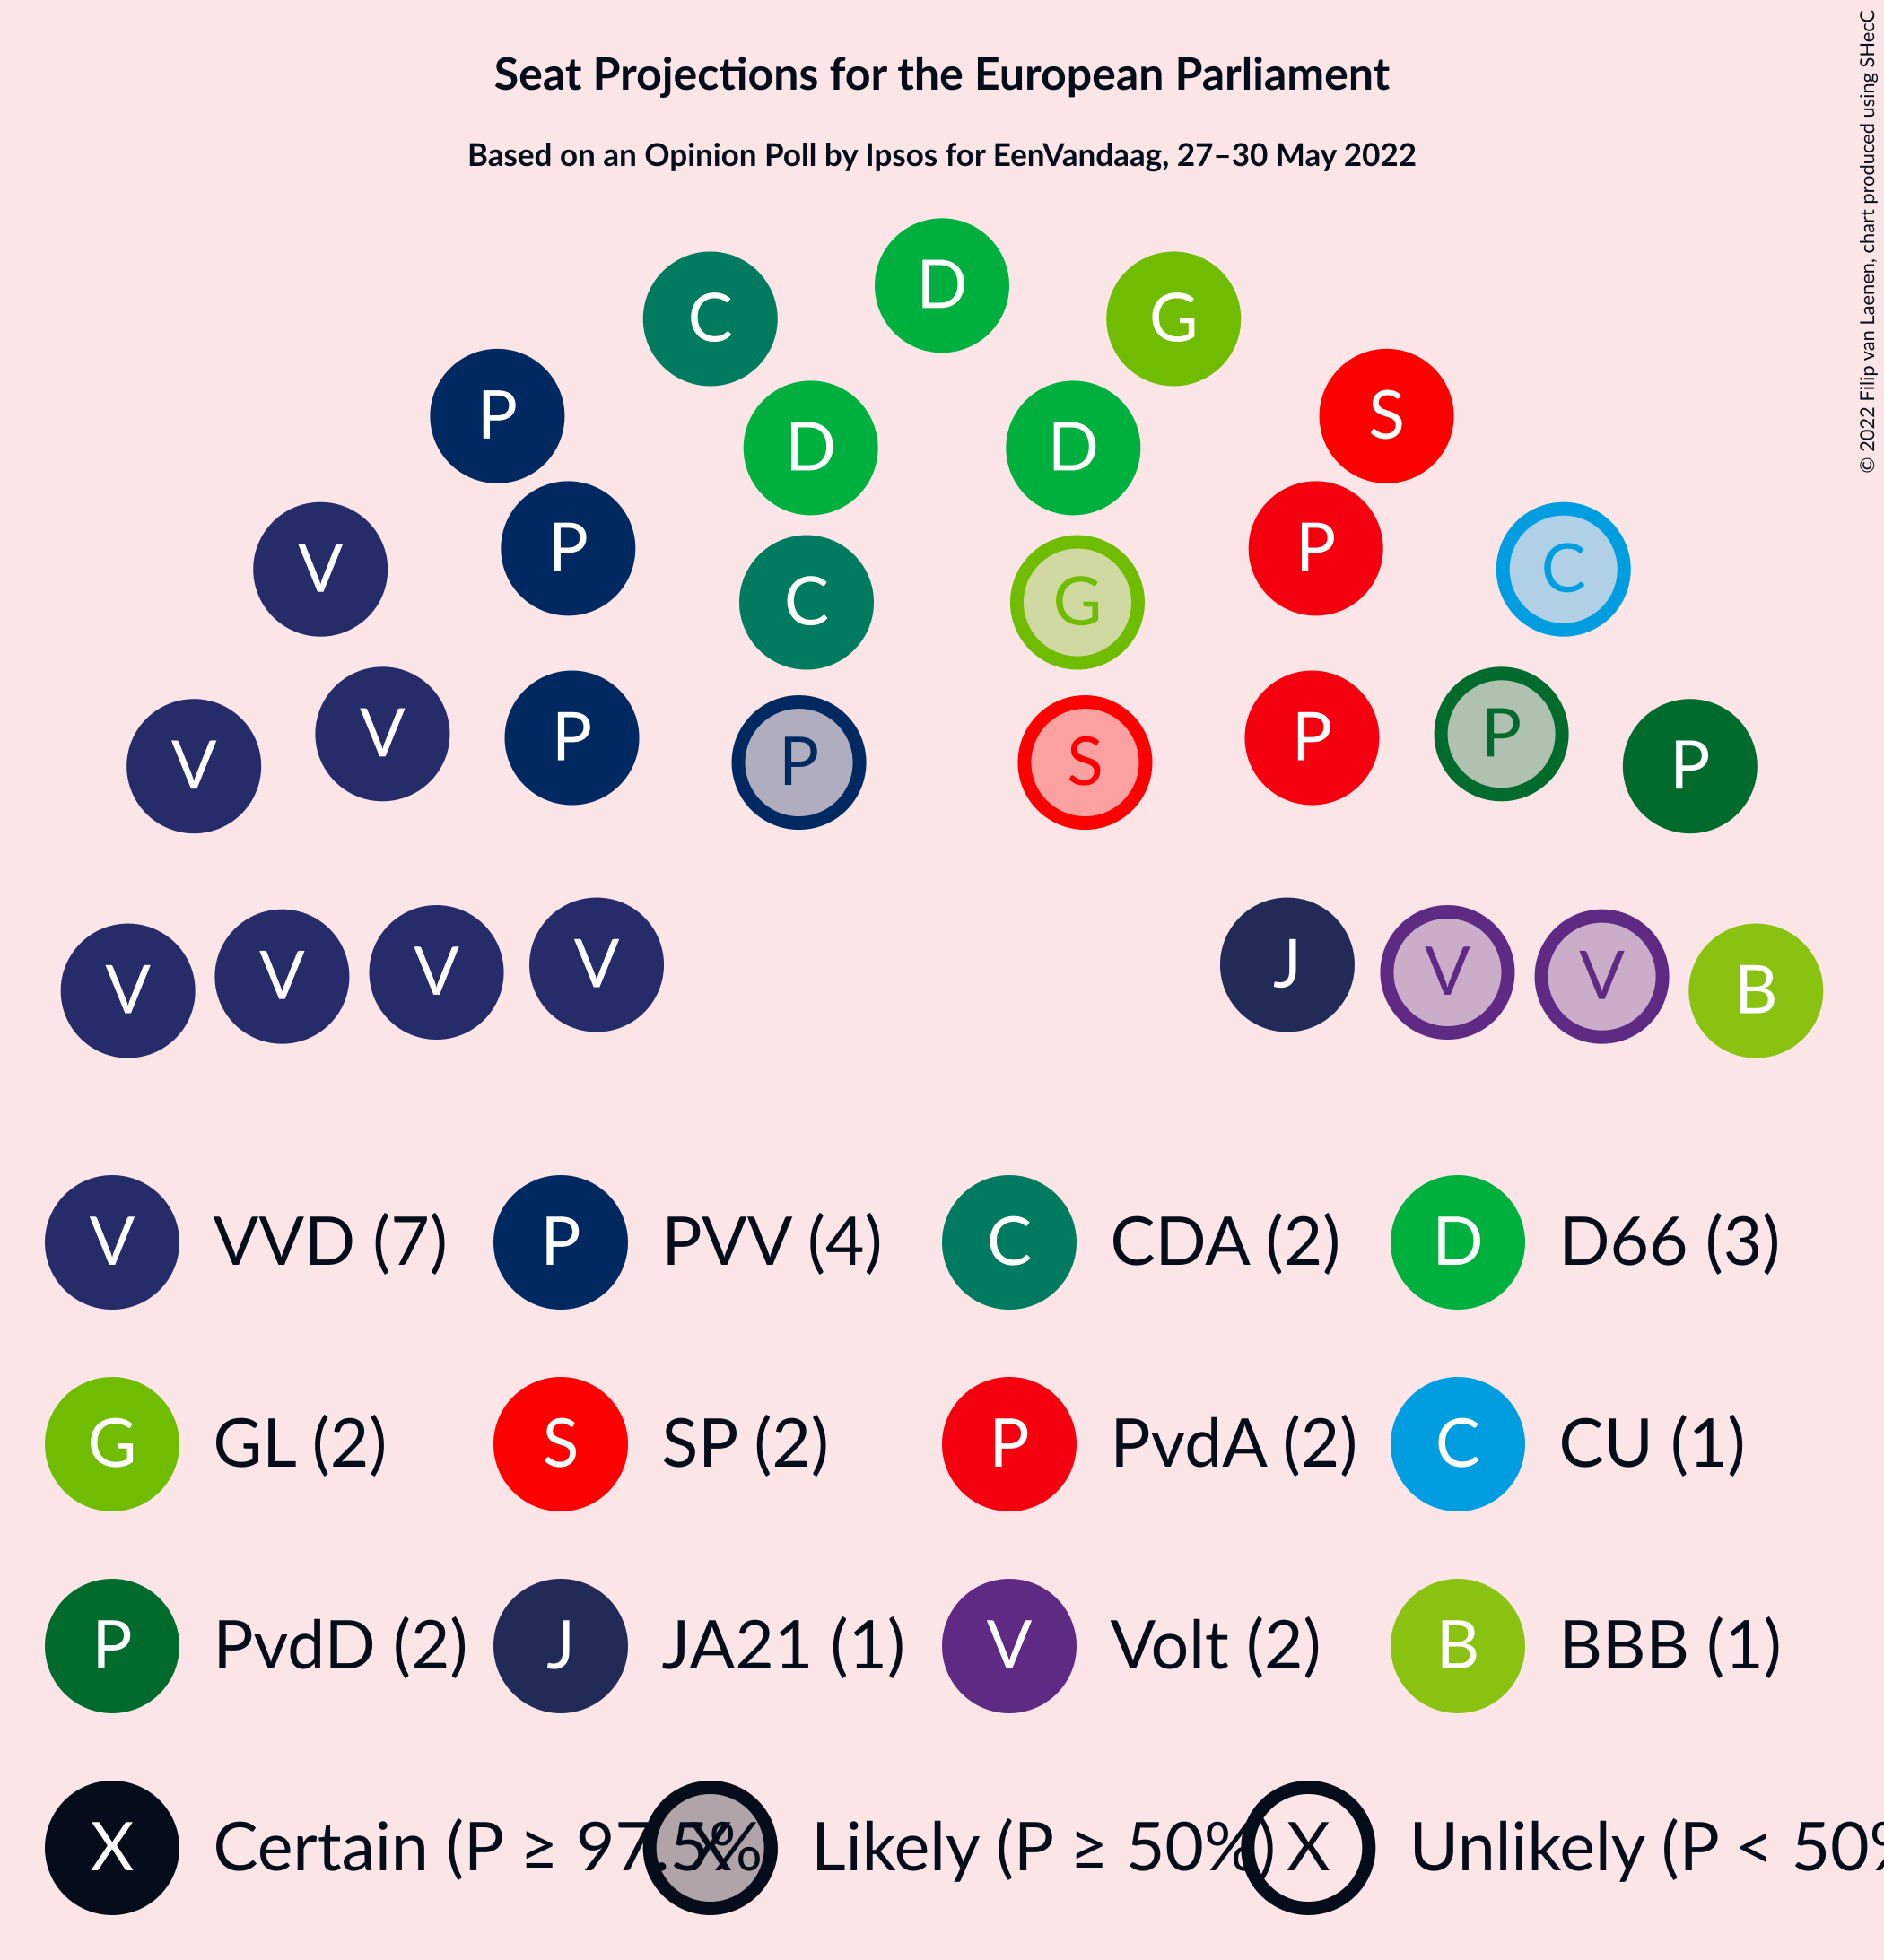 Seat Projections for the European Parliament
Based on an Opinion Poll by Ipsos for EenVandaag, 27–30 May 2022
© 2022 Filip van Laenen, chart produced using SHecC
D
C G
P S
D D
P P
V C
C G
V P P
P S
P P
V P
V V V V
J V V B
V VVD (7) P PVV (4) C CDA (2) D D66 (3)
G GL (2) S SP (2) P PvdA (2) C CU (1)
P PvdD (2) J JA21 (1) V Volt (2) B BBB (1)
X Certain (P ≥ 97.5% X Likely (P ≥ 50%) X Unlikely (P < 50%